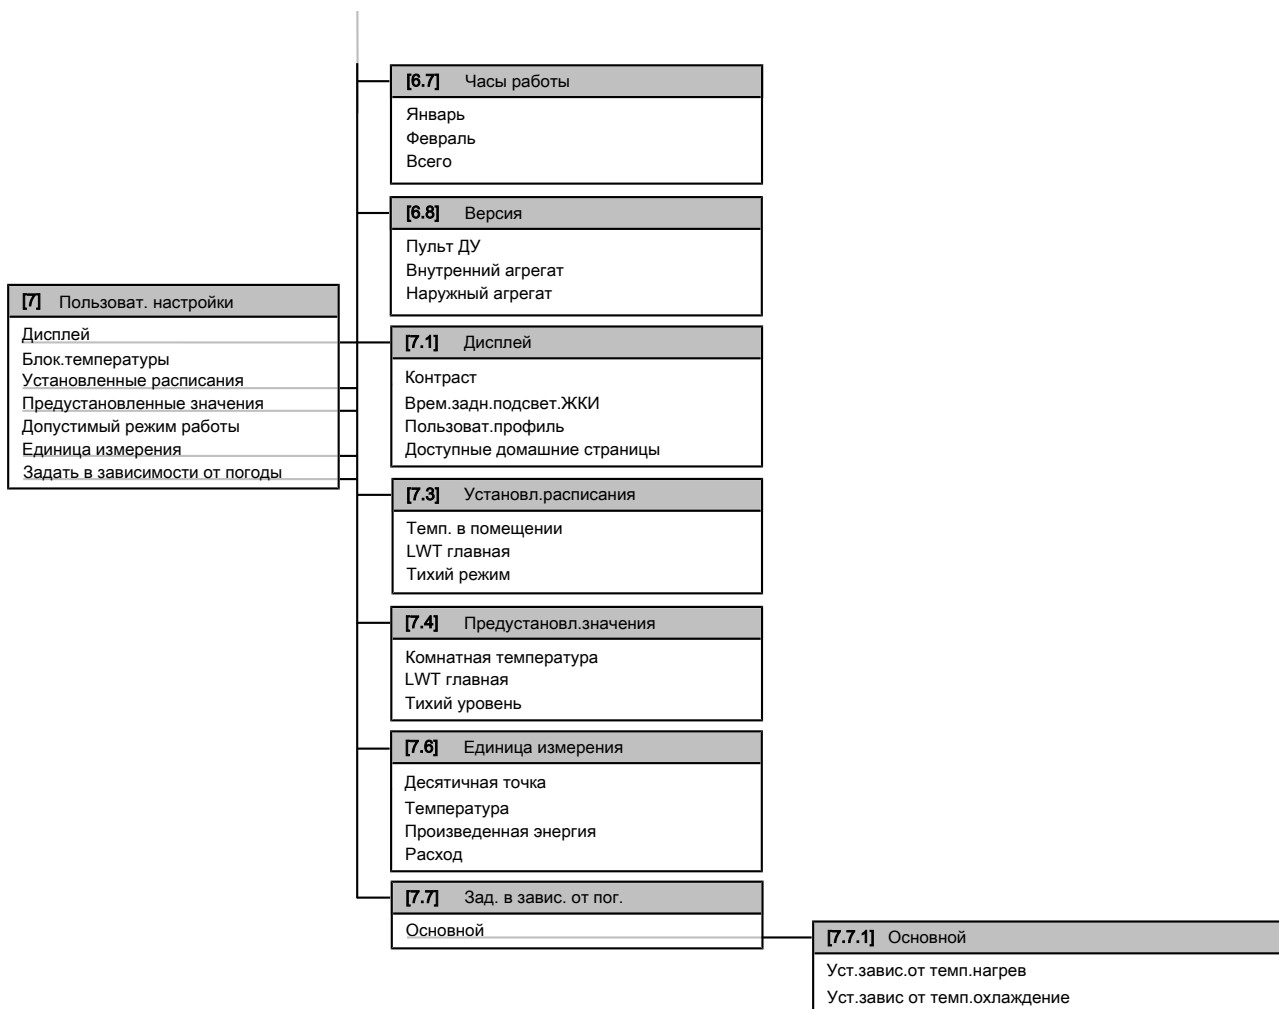 [6.7] Часы работы
Январь
Февраль
Всего
[6.8] Версия
Пульт ДУ
Внутренний агрегат
Наружный агрегат
[7] Пользоват. настройки
Дисплей
Блок.температуры
Установленные расписания
Предустановленные значения
Допустимый режим работы
Единица измерения
Задать в зависимости от погоды
[7.1] Дисплей
Контраст
Врем.задн.подсвет.ЖКИ
Пользоват.профиль
Доступные домашние страницы
[7.3] Установл.расписания
Темп. в помещении
LWT главная
Тихий режим
[7.4] Предустановл.значения
Комнатная температура
LWT главная
Тихий уровень
[7.6] Единица измерения
Десятичная точка
Температура
Произведенная энергия
Расход
[7.7] Зад. в завис. от пог.
Основной
[7.7.1] Основной
Уст.завис.от темп.нагрев
Уст.завис от темп.охлаждение